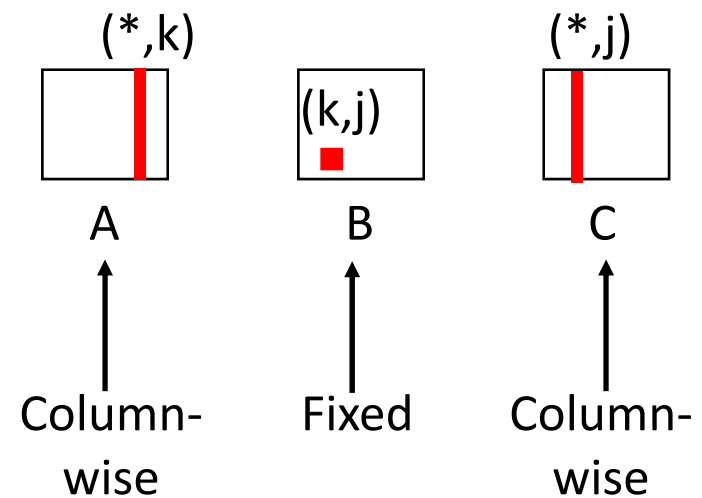 (*,k)
(*,j)
(k,j)
A
B
C
Column-
wise
Fixed
Column-
wise